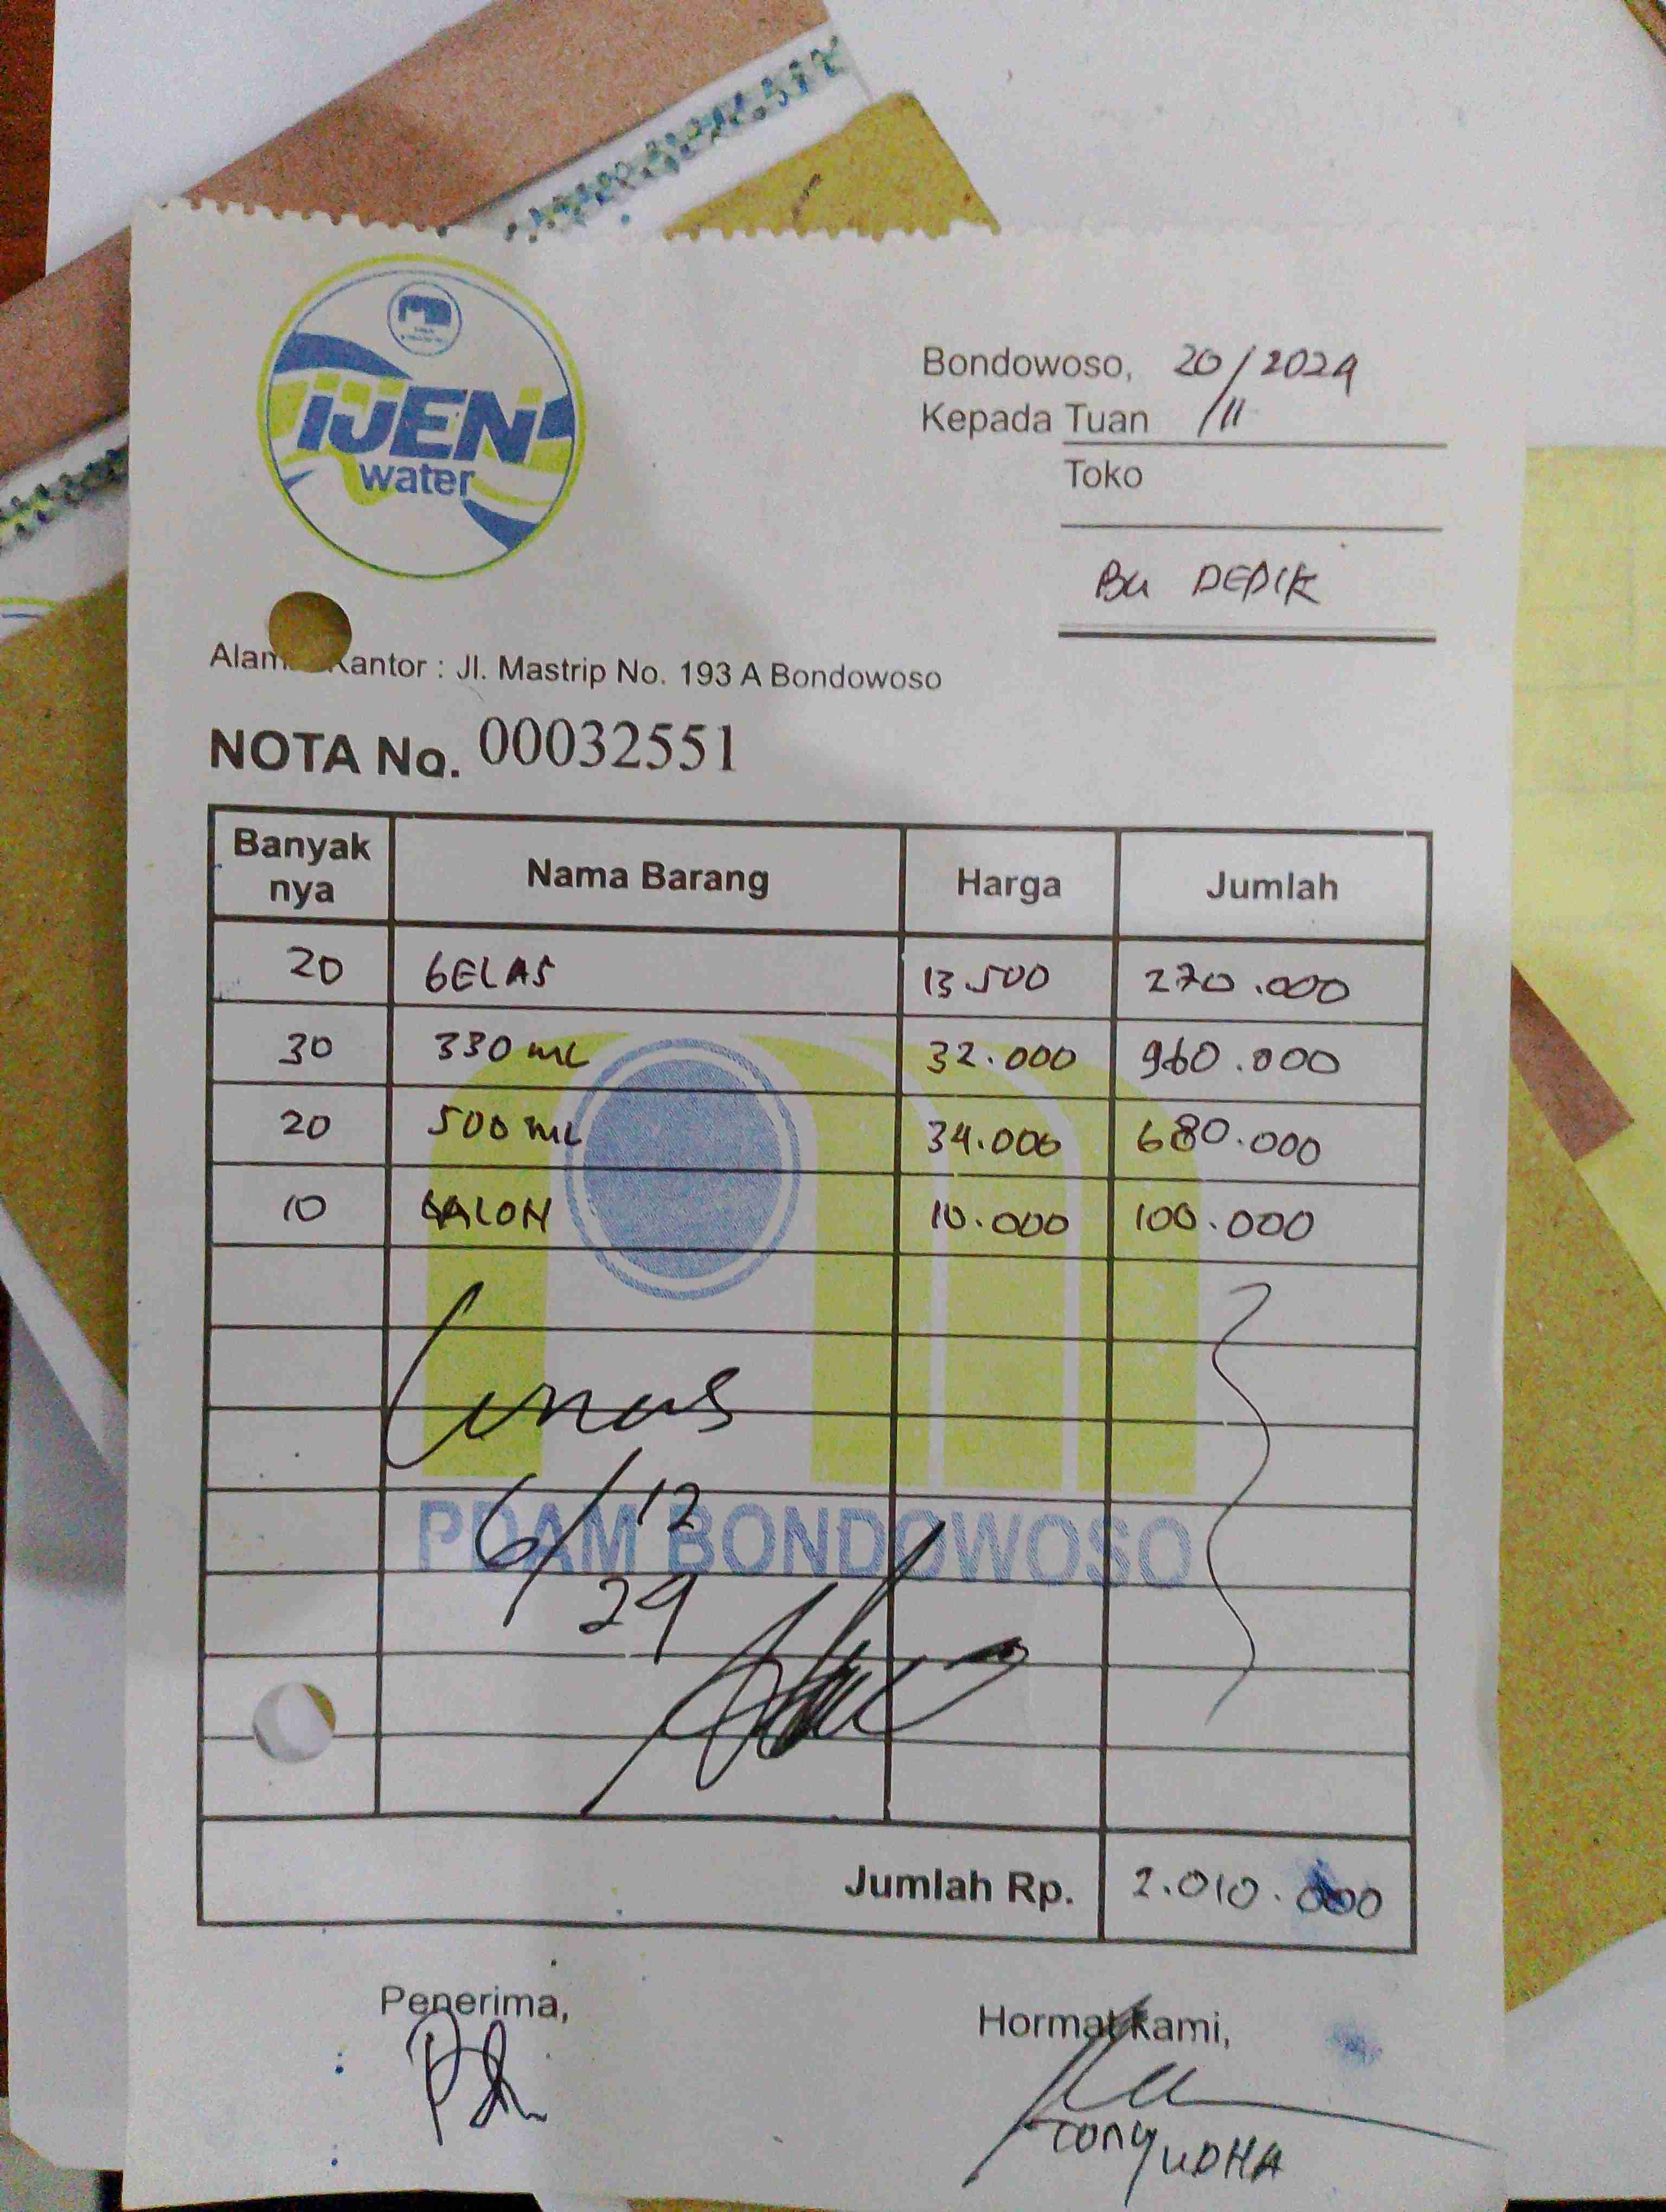 IJEN
water
Bondowoso, 20/11/2024
Kepada Tuan
Toko
Bu DEDIK
Kantor : Jl. Mastrip No. 193 A Bondowoso
NOTA No. 00032551
Banyak nya Nama Barang Harga Jumlah
20 GELAS 13.500 270.000
30 330 ML 32.000 960.000
20 500 ML 34.000 680.000
10 GALON 10.000 100.000
Lunas
6/12
24
PDAM BONDOWOSO
Jumlah Rp. 2.010.000
Penerima, Hormat Kami,
TONY YUDHA